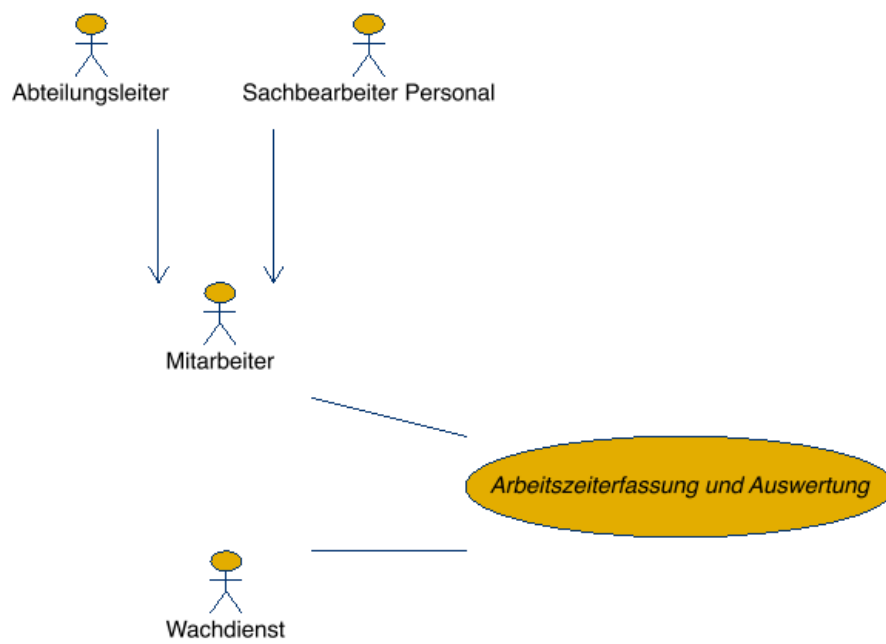 Abteilungsleiter
Sachbearbeiter Personal
Mitarbeiter
Arbeitszeiterfassung und Auswertung
Wachdienst